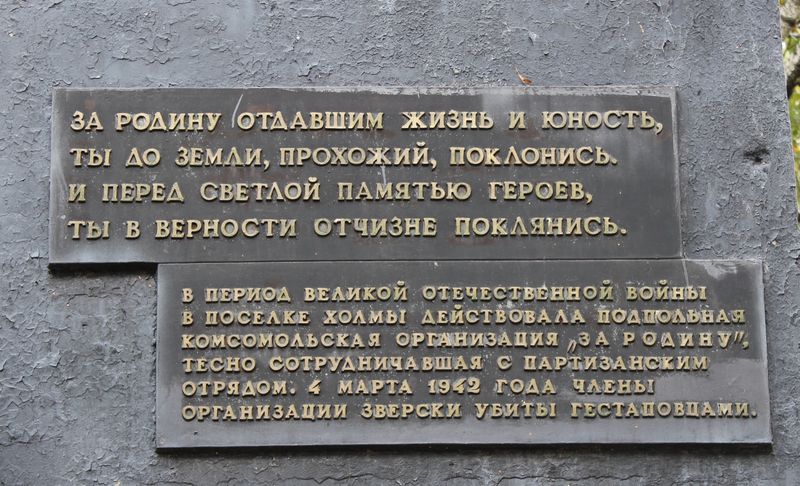 ЗА РОДИНУ ОТДАВШИМ ЖИЗНЬ И ЮНОСТЬ,
ТЫ ДО ЗЕМЛИ, ПРОХОЖИЙ, ПОКЛОНИСЬ.
И ПЕРЕД СВЕТЛОЙ ПАМЯТЬЮ ГЕРОЕВ,
ТЫ В ВЕРНОСТИ ОТЧИЗНЕ ПОКЛЯНИСЬ.
В ПЕРИОД ВЕЛИКОЙ ОТЕЧЕСТВЕННОЙ ВОЙНЫ
В ПОСЕЛКЕ ХОЛМЫ ДЕЙСТВОВАЛА ПОДПОЛЬНАЯ
КОМСОМОЛЬСКАЯ ОРГАНИЗАЦИЯ „ЗА РОДИНУ",
ТЕСНО СОТРУДНИЧАВШАЯ С ПАРТИЗАНСКИМ
ОТРЯДОМ. 4 МАРТА 1942 ГОДА ЧЛЕНЫ
ОРГАНИЗАЦИИ ЗВЕРСКИ УБИТЫ ГЕСТАПОВЦАМИ.